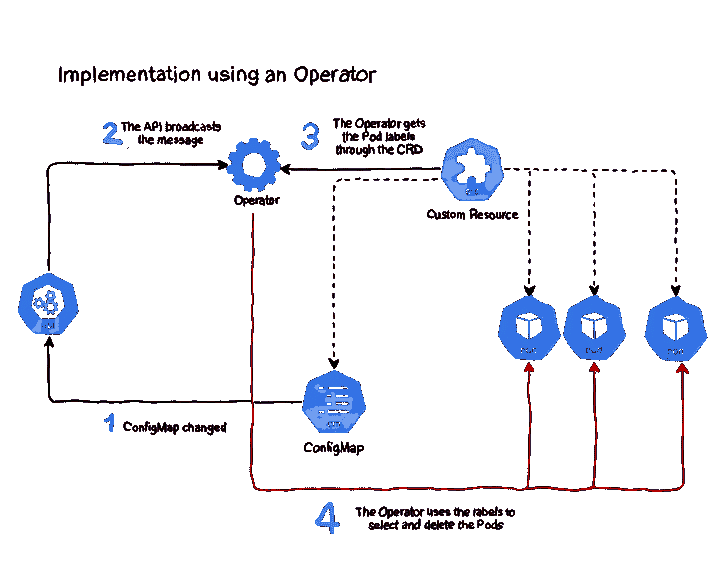 Implementation using an Operator
2 The API broadcasts
the message
3 The Operator gets
the Pod labels
through the CRD
Operator
Custom Resource
1 ConfigMap changed
ConfigMap
4 The Operator uses the labels to
select and delete the Pods